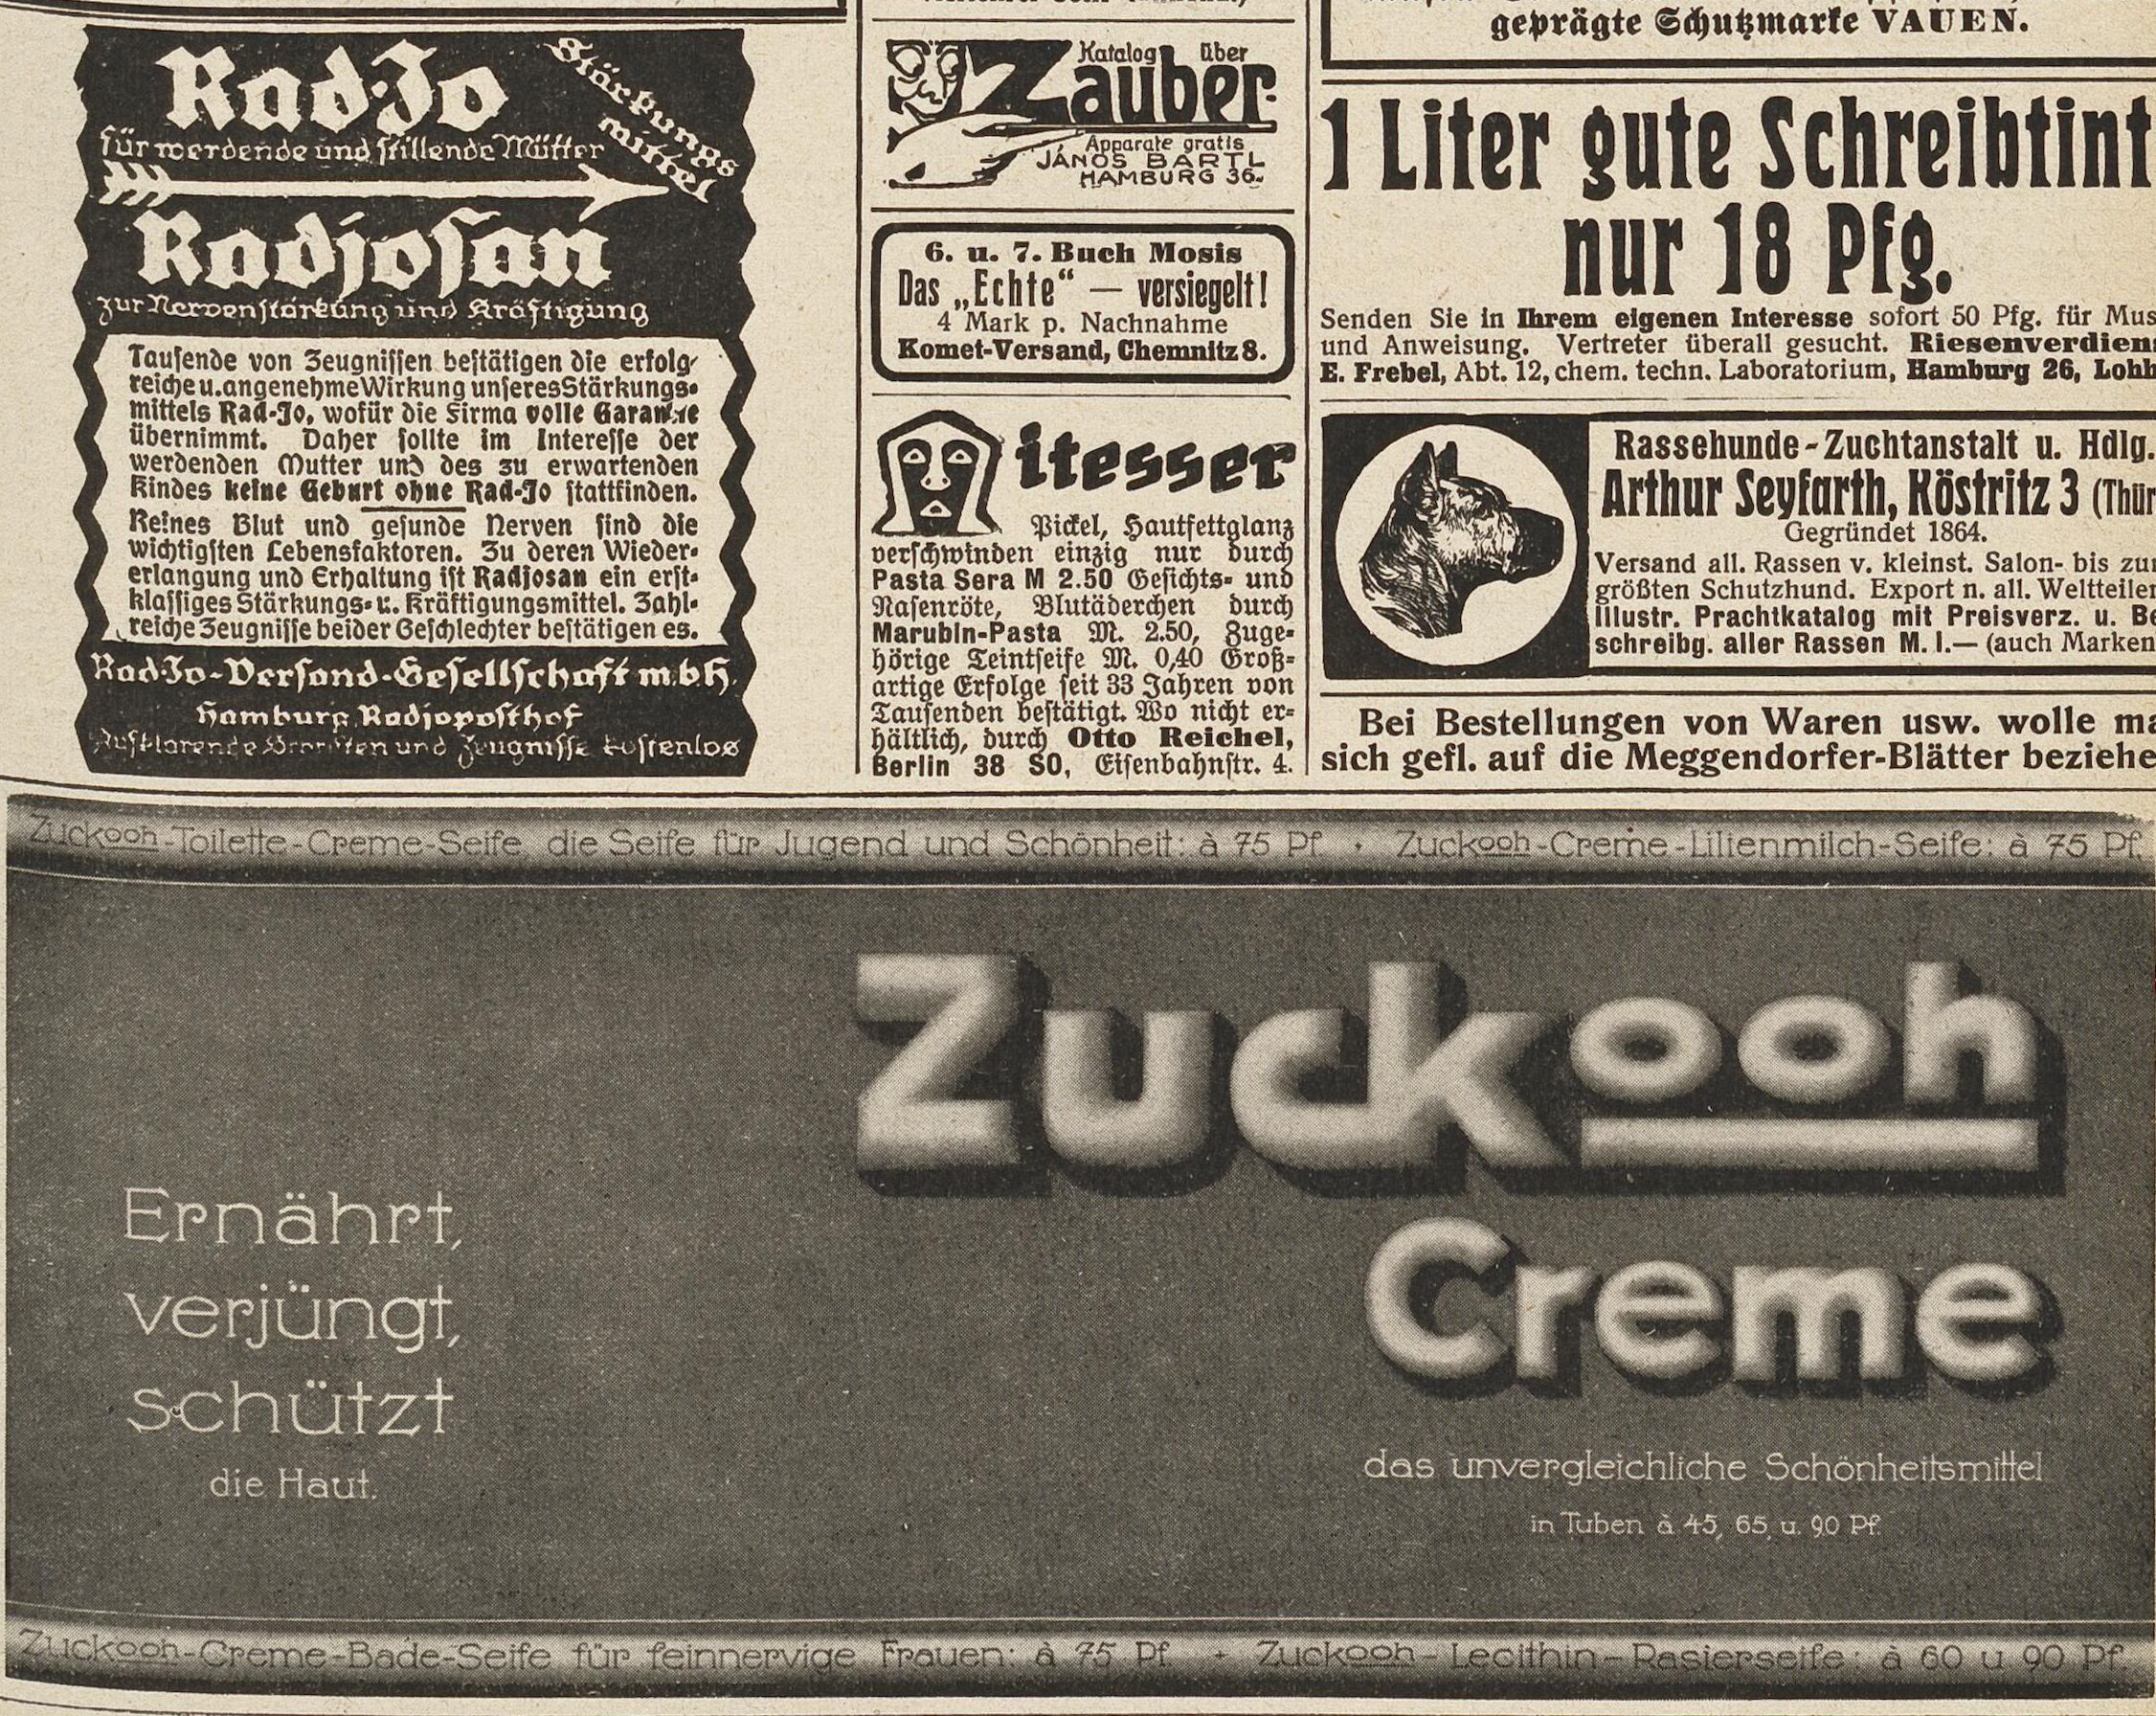 Rad-Jo
Stärkungs
mittel
für werdende und stillende Mütter
Radjosan
zur Nervenstärkung und Kräftigung
Tausende von Zeugnissen bestätigen die erfolg-
reiche u. angenehme Wirkung unseres Stärkungs-
mittels Rad-Jo, wofür die Firma volle Garantie
übernimmt. Daher sollte im Interesse der
werdenden Mutter und des zu erwartenden
Kindes keine Geburt ohne Rad-Jo stattfinden.
Reines Blut und gesunde Nerven sind die
wichtigsten Lebensfaktoren. Zu deren Wieder-
erlangung und Erhaltung ist Radjosan ein erst-
klassiges Stärkungs- u. Kräftigungsmittel. Zahl-
reiche Zeugnisse beider Geschlechter bestätigen es.
Rad-Jo-Versand-Gesellschaft m.b.H.
Hamburg, Radjoposthof
Aufklärende Broschüren und Zeugnisse kostenlos
Katalog über
Zauber-
Apparate gratis
JÁNOS BARTL
HAMBURG 36.
6. u. 7. Buch Mosis
Das „Echte“ — versiegelt!
4 Mark p. Nachnahme
Komet-Versand, Chemnitz 8.
Mitesser
Pickel, Hautfettglanz
verschwinden einzig nur durch
Pasta Sera M 2.50 Gesichts- und
Nasenröte, Blutäderchen durch
Marubin-Pasta M. 2.50, Zuge-
hörige Teintseife M. 0,40 Groß-
artige Erfolge seit 33 Jahren von
Tausenden bestätigt. Wo nicht er-
hältlich, durch Otto Reichel,
Berlin 38 SO, Eisenbahnstr. 4.
geprägte Schutzmarke VAUEN.
1 Liter gute Schreibtint
nur 18 Pfg.
Senden Sie in Ihrem eigenen Interesse sofort 50 Pfg. für Mus
und Anweisung. Vertreter überall gesucht. Riesenverdiens
E. Frebel, Abt. 12, chem. techn. Laboratorium, Hamburg 26, Lohh
Rassehunde-Zuchtanstalt u. Hdlg.
Arthur Seyfarth, Köstritz 3 (Thür
Gegründet 1864.
Versand all. Rassen v. kleinst. Salon- bis zur
größten Schutzhund. Export n. all. Weltteilen
Illustr. Prachtkatalog mit Preisverz. u. Be
schreibg. aller Rassen M. 1.— (auch Marken
Bei Bestellungen von Waren usw. wolle ma
sich gefl. auf die Meggendorfer-Blätter beziehe
Zuckooh-Toilette-Creme-Seife, die Seife für Jugend und Schönheit: à 75 Pf. · Zuckooh-Creme-Lilienmilch-Seife: à 75 Pf.
Zuckooh
Creme
Ernährt,
verjüngt,
schützt
die Haut.
das unvergleichliche Schönheitsmittel
in Tuben à 45, 65 u. 90 Pf.
Zuckooh-Creme-Bade-Seife für feinnervige Frauen: à 75 Pf. + Zuckooh-Lecithin-Rasierseife: à 60 u 90 Pf.